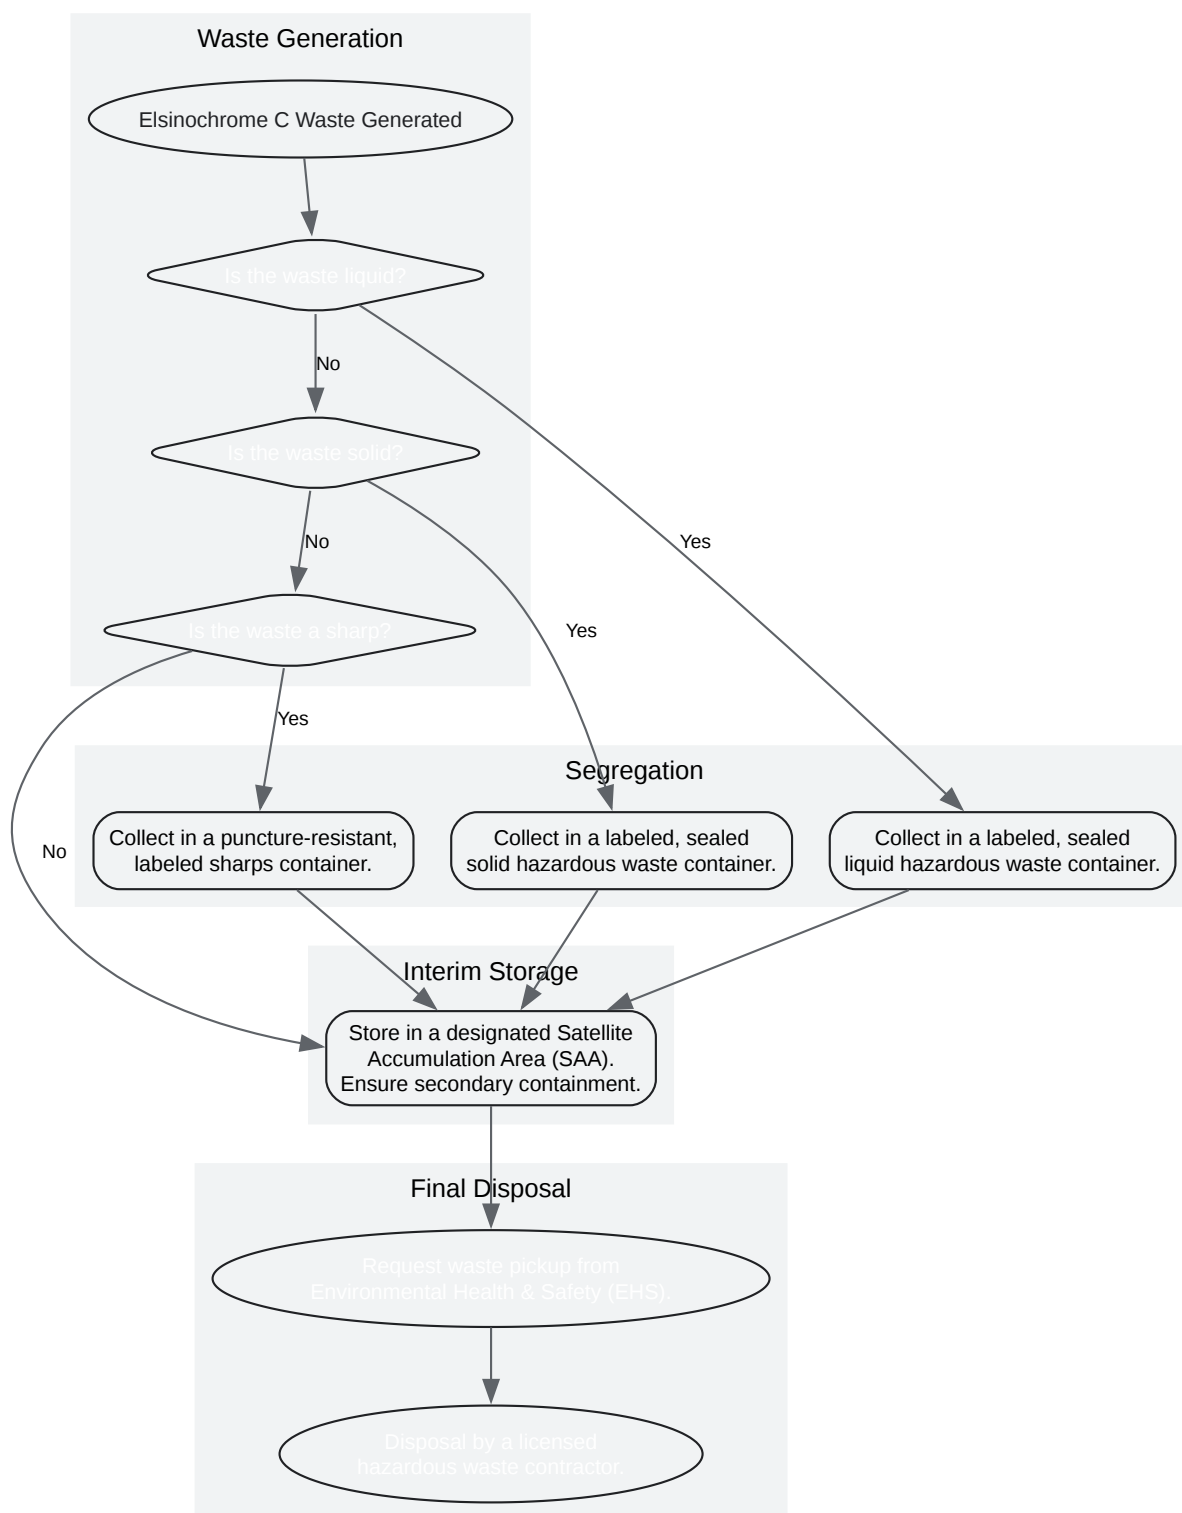 Waste Generation
Elsinochrome C Waste Generated
Is the waste liquid?
No
Is the waste solid?
No
Yes
Is the waste a sharp?
Yes
Yes
Segregation
Collect in a puncture-resistant,
labeled sharps container.
Collect in a labeled, sealed
solid hazardous waste container.
Collect in a labeled, sealed
liquid hazardous waste container.
No
Interim Storage
Store in a designated Satellite
Accumulation Area (SAA).
Ensure secondary containment.
Final Disposal
Request waste pickup from
Environmental Health & Safety (EHS).
Disposal by a licensed
hazardous waste contractor.